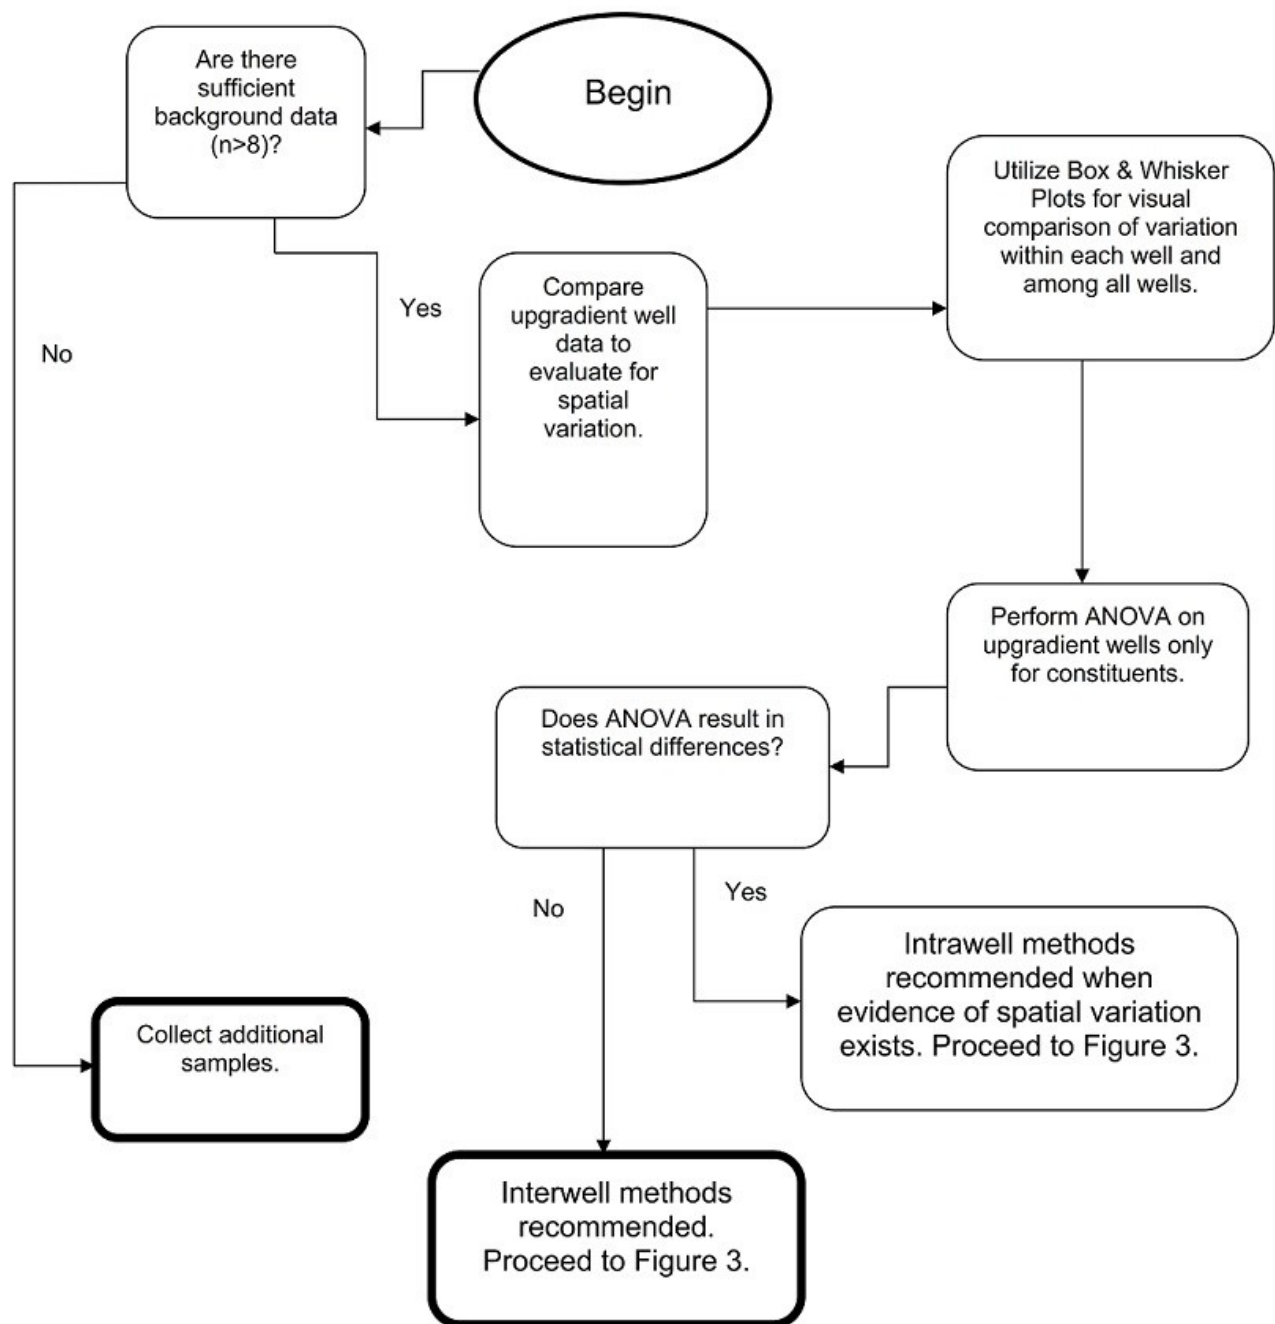 Begin
Are there
sufficient
background data
(n>8)?
No
Yes
Compare
upgradient well
data to
evaluate for
spatial
variation.
Utilize Box & Whisker
Plots for visual
comparison of variation
within each well and
among all wells.
Perform ANOVA on
upgradient wells only
for constituents.
Does ANOVA result in
statistical differences?
No
Yes
Intrawell methods
recommended when
evidence of spatial variation
exists. Proceed to Figure 3.
Collect additional
samples.
Interwell methods
recommended.
Proceed to Figure 3.